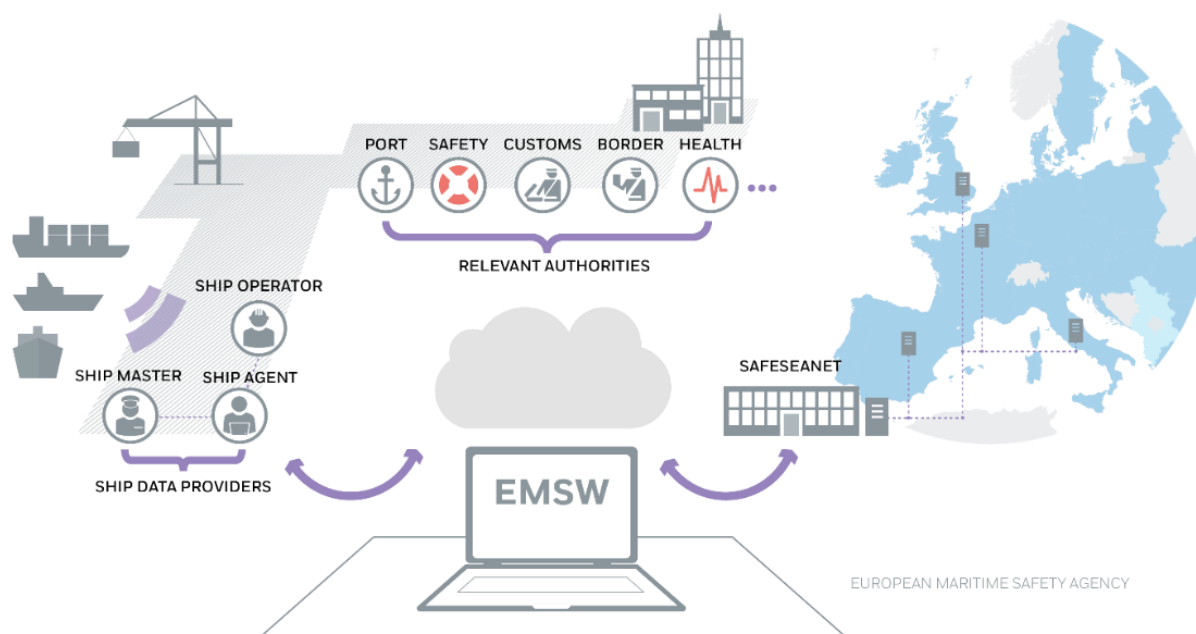 PORT
SAFETY
CUSTOMS
BORDER
HEALTH
RELEVANT AUTHORITIES
SHIP OPERATOR
SHIP MASTER
SHIP AGENT
SHIP DATA PROVIDERS
EMSW
SAFESEANET
EUROPEAN MARITIME SAFETY AGENCY